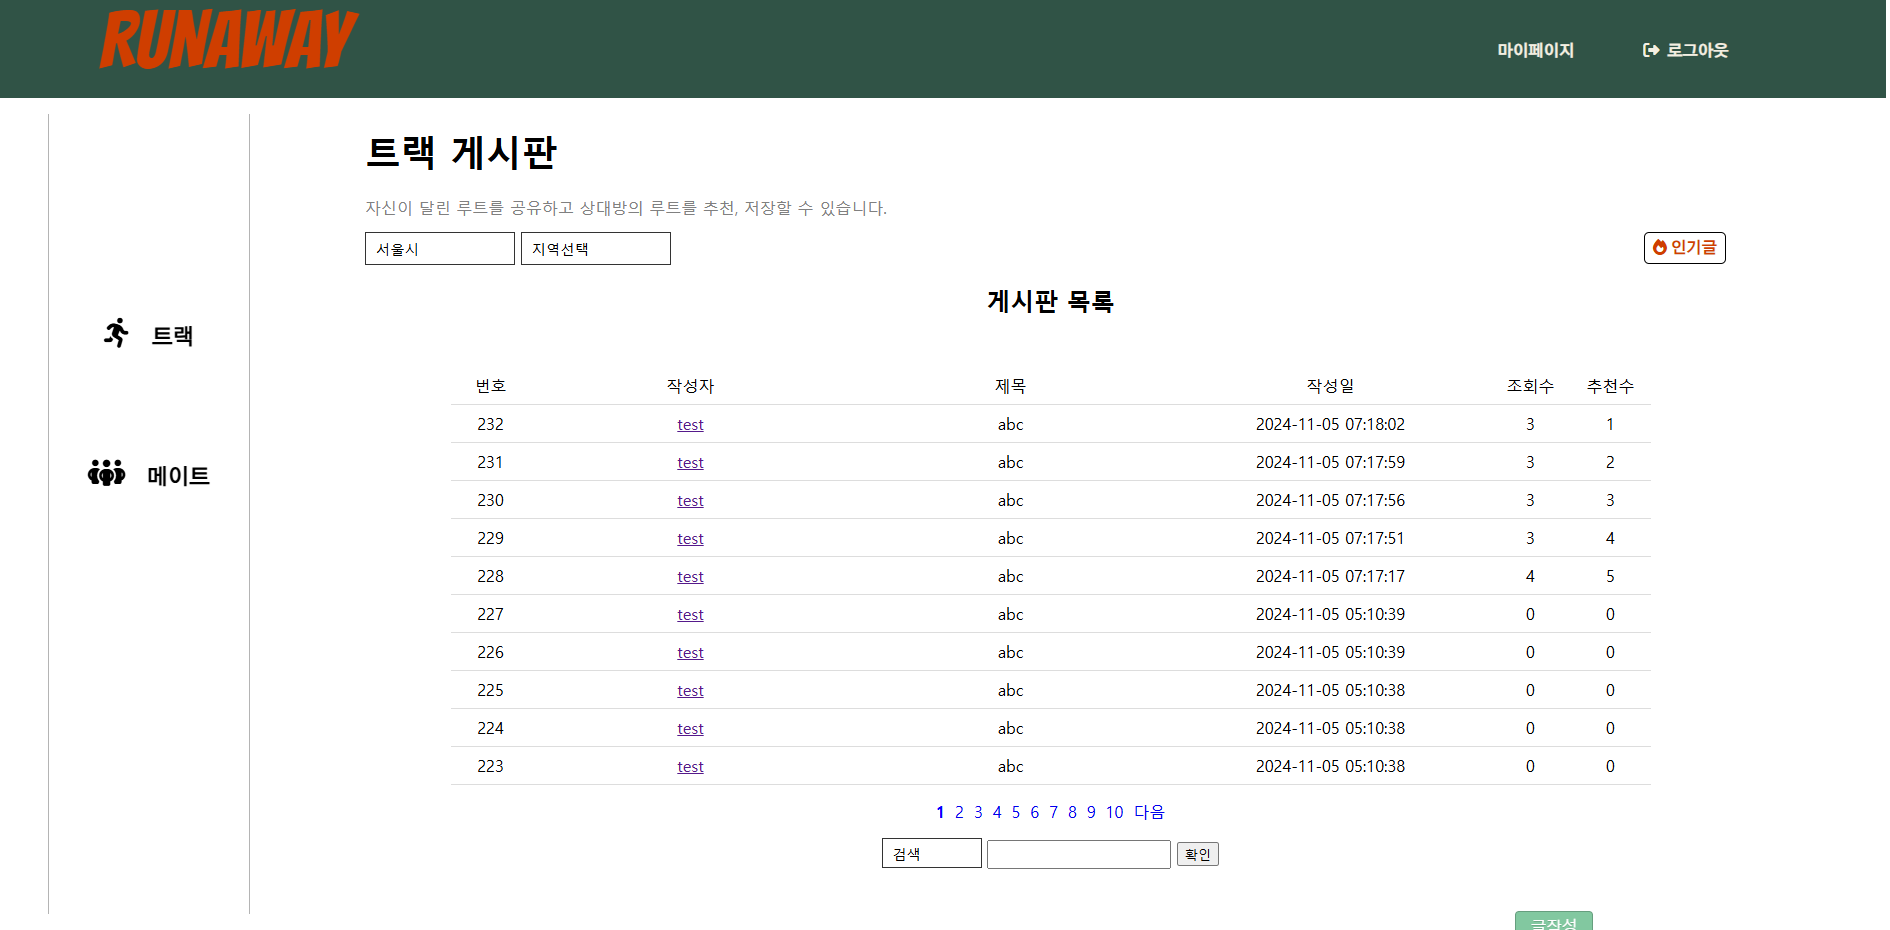 RUNAWAY
마이페이지 로그아웃
트랙 게시판
자신이 달린 루트를 공유하고 상대방의 루트를 추천, 저장할 수 있습니다.
서울시 지역선택 인기글
게시판 목록
트랙
메이트
번호 작성자 제목 작성일 조회수 추천수
232 test abc 2024-11-05 07:18:02 3 1
231 test abc 2024-11-05 07:17:59 3 2
230 test abc 2024-11-05 07:17:56 3 3
229 test abc 2024-11-05 07:17:51 3 4
228 test abc 2024-11-05 07:17:17 4 5
227 test abc 2024-11-05 05:10:39 0 0
226 test abc 2024-11-05 05:10:39 0 0
225 test abc 2024-11-05 05:10:38 0 0
224 test abc 2024-11-05 05:10:38 0 0
223 test abc 2024-11-05 05:10:38 0 0
1 2 3 4 5 6 7 8 9 10 다음
검색 확인
글작성